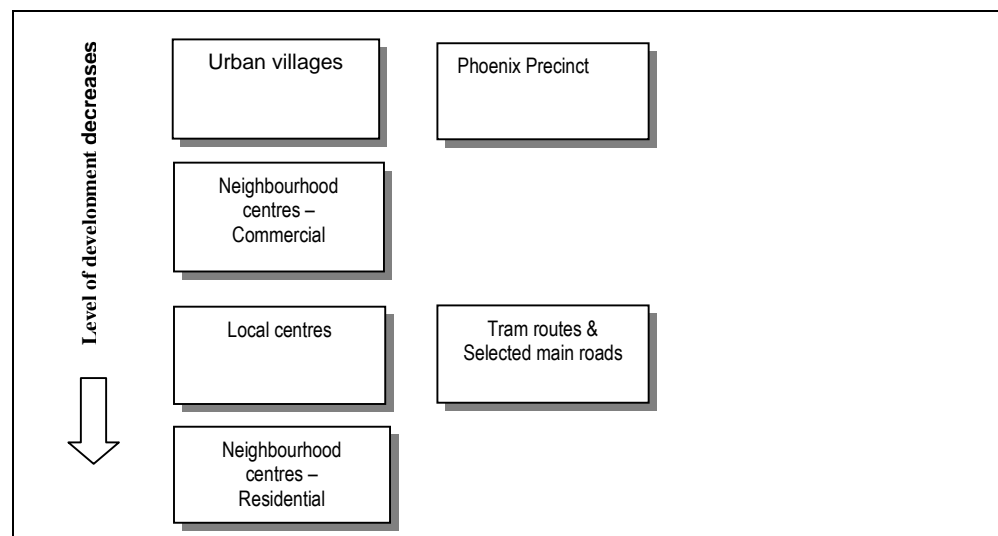 Level of development decreases
Urban villages
Phoenix Precinct
Neighbourhood
centres –
Commercial
Local centres
Tram routes &
Selected main roads
Neighbourhood
centres –
Residential